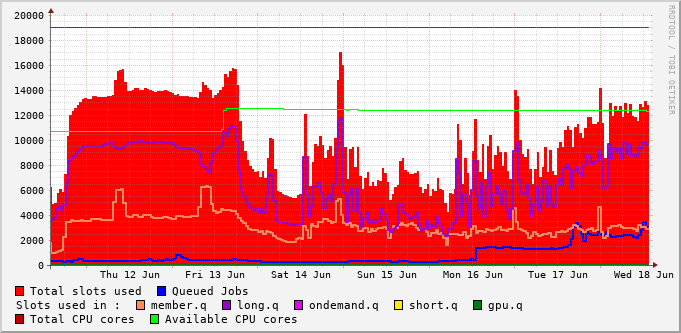 20000
18000
16000
14000
12000
10000
8000
6000
4000
2000
0
Thu 12 Jun Fri 13 Jun Sat 14 Jun Sun 15 Jun Mon 16 Jun Tue 17 Jun Wed 18 Jun
Total slots used Queued Jobs
Slots used in : member.q long.q ondemand.q short.q gpu.q
Total CPU cores Available CPU cores
RRDTOOL / TOBI OETIKER